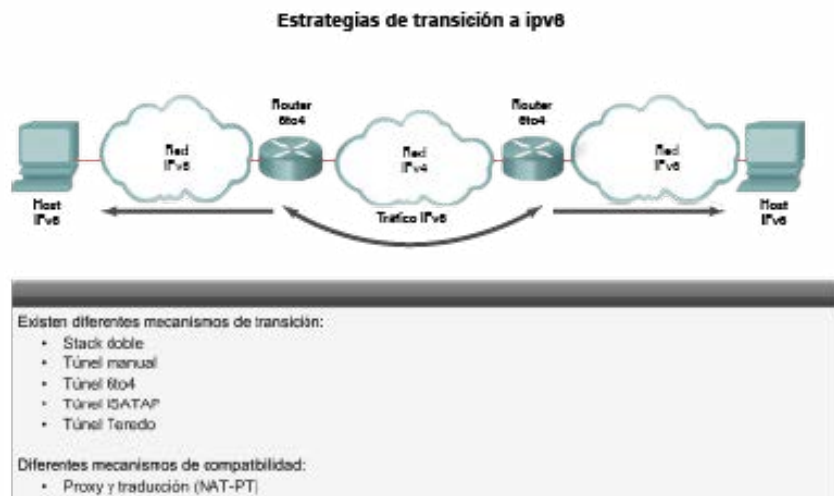 Estrategias de transición a ipv6
Router
6to4
Router
6to4
Red
IPv6
Red
IPv4
Red
IPv6
Host
IPv6
Tráfico IPv6
Host
IPv6
Existen diferentes mecanismos de transición:
• Stack doble
• Túnel manual
• Túnel 6to4
• Túnel ISATAP
• Túnel Teredo
Diferentes mecanismos de compatbilidad:
• Proxy y traducción (NAT-PT)